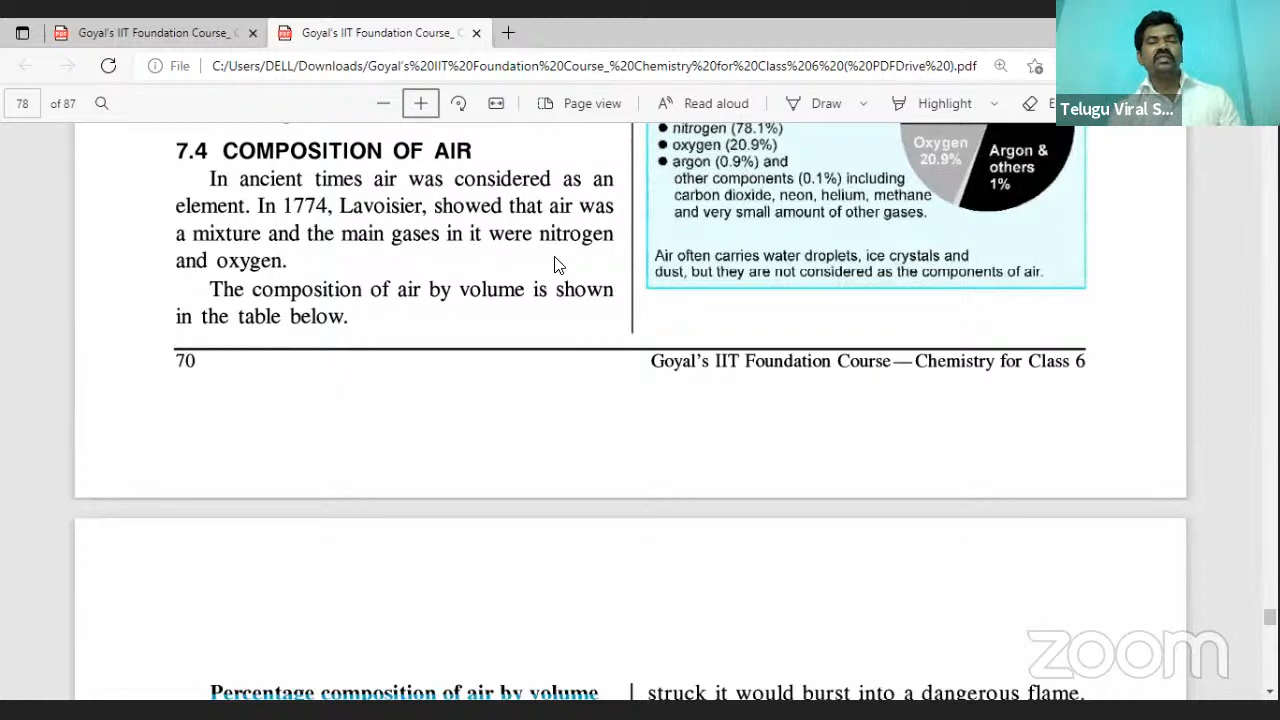 Goyal's IIT Foundation Course_ C
Goyal's IIT Foundation Course_ C
File
C:/Users/DELL/Downloads/Goyal's%20IIT%20Foundation%20Course_%20Chemistry%20for%20Class%206%20(%20PDFDrive%20).pdf
78 of 87
Page view
Read aloud
Draw
Highlight
Telugu Viral S...
7.4 COMPOSITION OF AIR
In ancient times air was considered as an
element. In 1774, Lavoisier, showed that air was
a mixture and the main gases in it were nitrogen
and oxygen.
The composition of air by volume is shown
in the table below.
• nitrogen (78.1%)
• oxygen (20.9%)
• argon (0.9%) and
other components (0.1%) including
carbon dioxide, neon, helium, methane
and very small amount of other gases.
Oxygen
20.9%
Argon &
others
1%
Air often carries water droplets, ice crystals and
dust, but they are not considered as the components of air.
70
Goyal's IIT Foundation Course—Chemistry for Class 6
Percentage composition of air by volume
struck it would burst into a dangerous flame.
zoom